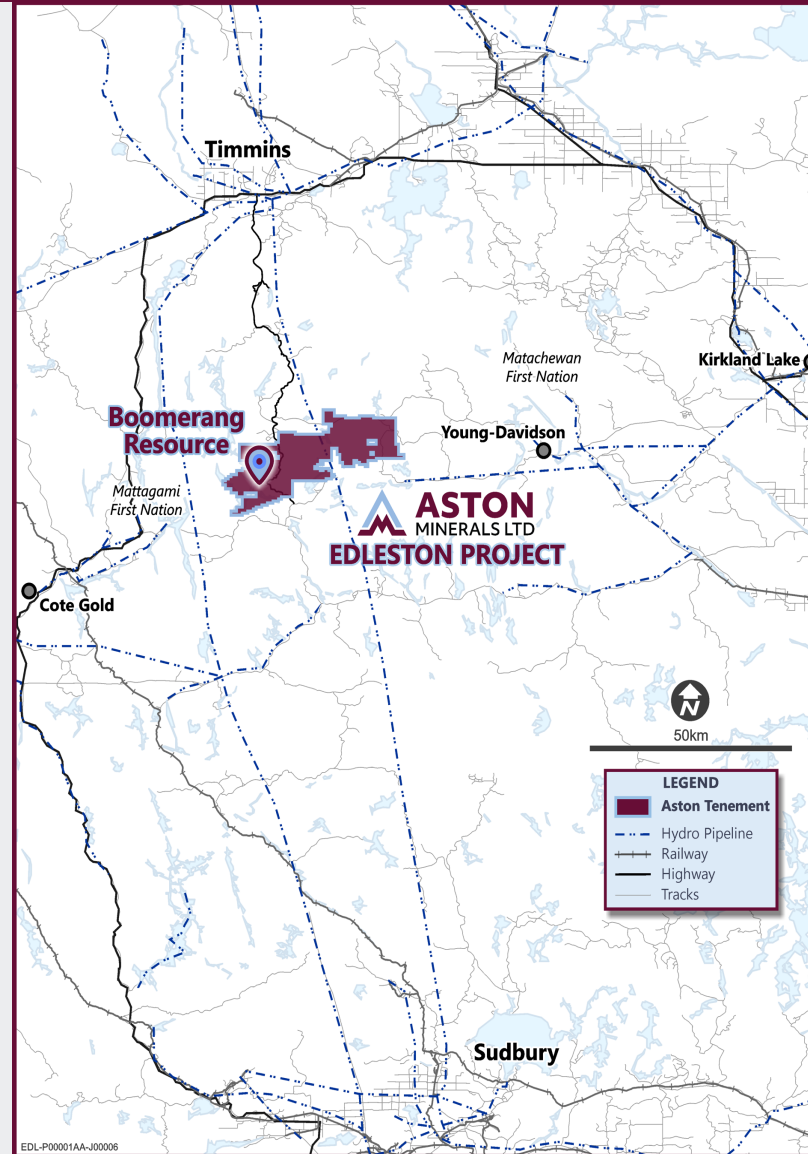 Timmins
Matachewan
First Nation
Kirkland Lake
Boomerang
Resource
Young-Davidson
Mattagami
First Nation
ASTON
MINERALS LTD
EDLESTON PROJECT
Cote Gold
N
50km
LEGEND
Aston Tenement
Hydro Pipeline
Railway
Highway
Tracks
Sudbury
EDL-P00001AA-J00006